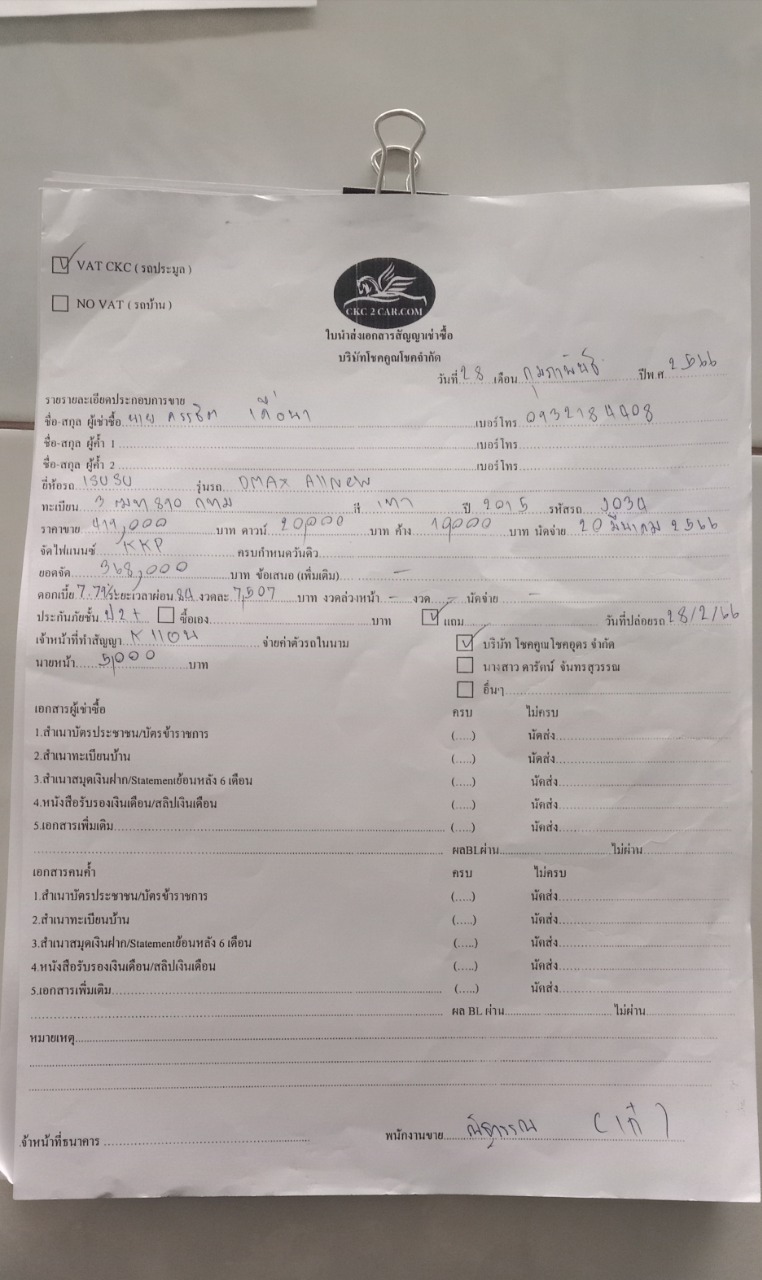 VAT CKC ( รถประมูล )
NO VAT ( รถบ้าน )
CKC 2 CAR.COM
ใบนำส่งเอกสารสัญญาเช่าซื้อ
บริษัทโชคคูณโชคจำกัด
วันที่ 28 เดือน กุมภาพันธ์ ปีพ.ศ 2566
รายรายละเอียดประกอบการขาย
ชื่อ-สกุล ผู้เช่าซื้อ นาย เบอร์โทร 0932184408
ชื่อ-สกุล ผู้ค้ำ 1 เบอร์โทร
ชื่อ-สกุล ผู้ค้ำ 2 เบอร์โทร
ยี่ห้อรถ ISUSU รุ่นรถ DMAX AllNew
ทะเบียน 3 ฒฬ 890 กทม สี เทา ปี 2015 รหัสรถ
ราคาขาย 411,000 บาท ดาวน์ 20,000 บาท ค้าง 10,000 บาท นัดจ่าย 20 มีนาคม 2566
จัดไฟแนนซ์ KKP ครบกำหนดวันดิว
ยอดจัด 368,000 บาท ข้อเสนอ (เพิ่มเติม) -
ดอกเบี้ย 7.79% ระยะเวลาผ่อน 84 งวดละ 7,507 บาท งวดล่วงหน้า - งวด - นัดจ่าย -
ประกันภัยชั้น ป2+ ซื้อเอง บาท แถม วันที่ปล่อยรถ 28/2/66
เจ้าหน้าที่ทำสัญญา K แอน จ่ายค่าตัวรถในนาม บริษัท โชคคูณโชคอุดร จำกัด
นายหน้า 5,000 บาท นางสาว ดารัตน์ จันทรสุวรรณ
อื่นๆ
เอกสารผู้เช่าซื้อ ครบ ไม่ครบ
1.สำเนาบัตรประชาชน/บัตรข้าราชการ (.....) นัดส่ง
2.สำเนาทะเบียนบ้าน (.....) นัดส่ง
3.สำเนาสมุดเงินฝาก/Statementย้อนหลัง 6 เดือน (.....) นัดส่ง
4.หนังสือรับรองเงินเดือน/สลิปเงินเดือน (.....) นัดส่ง
5.เอกสารเพิ่มเติม (.....) นัดส่ง
ผลBLผ่าน ไม่ผ่าน
เอกสารคนค้ำ ครบ ไม่ครบ
1.สำเนาบัตรประชาชน/บัตรข้าราชการ (.....) นัดส่ง
2.สำเนาทะเบียนบ้าน (.....) นัดส่ง
3.สำเนาสมุดเงินฝาก/Statementย้อนหลัง 6 เดือน (.....) นัดส่ง
4.หนังสือรับรองเงินเดือน/สลิปเงินเดือน (.....) นัดส่ง
5.เอกสารเพิ่มเติม (.....) นัดส่ง
ผล BL ผ่าน ไม่ผ่าน
หมายเหตุ
จ้าหน้าที่ธนาคาร พนักงานขาย